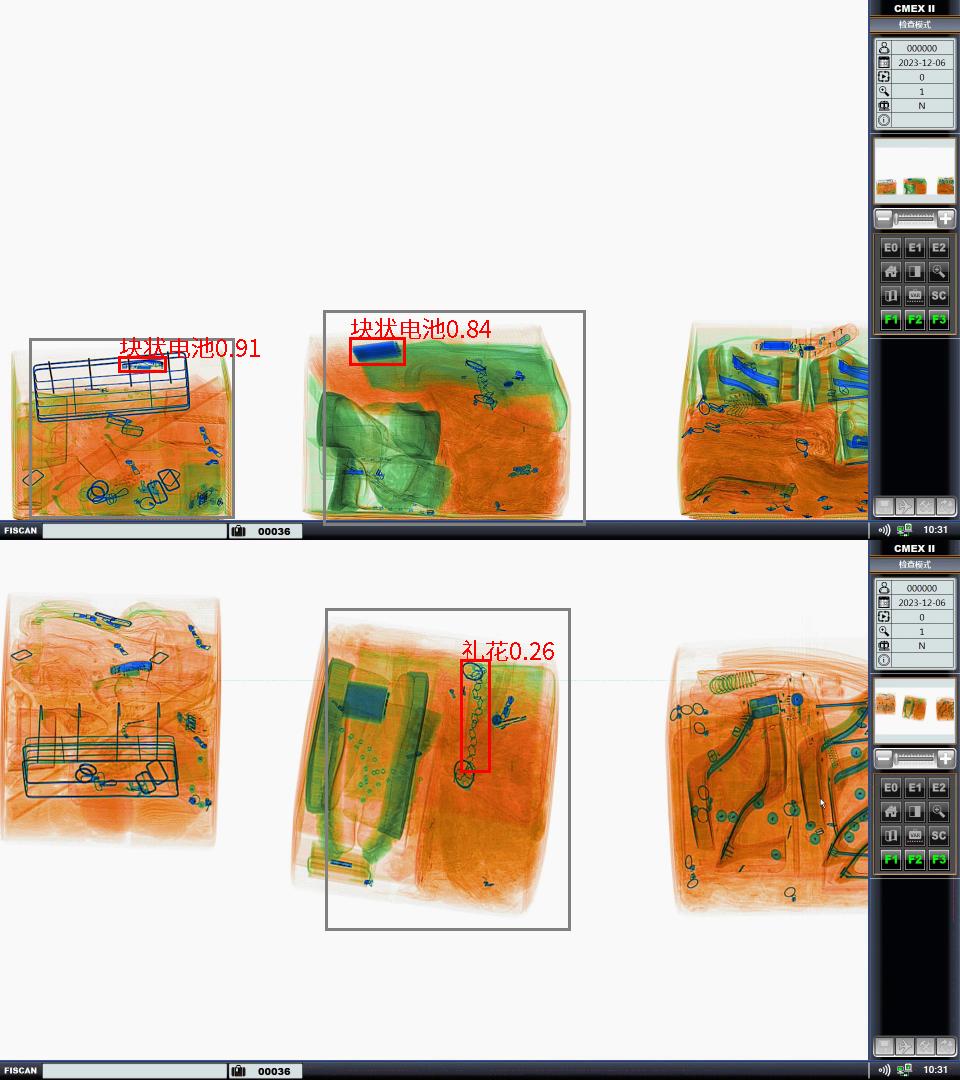 CMEX II
检查模式
000000
2023-12-06
0
1
N
E0 E1 E2
SC
F1 F2 F3
块状电池0.91
块状电池0.84
FISCAN
00036
10:31
CMEX II
检查模式
000000
2023-12-06
0
1
N
E0 E1 E2
SC
F1 F2 F3
礼花0.26
FISCAN
00036
10:31